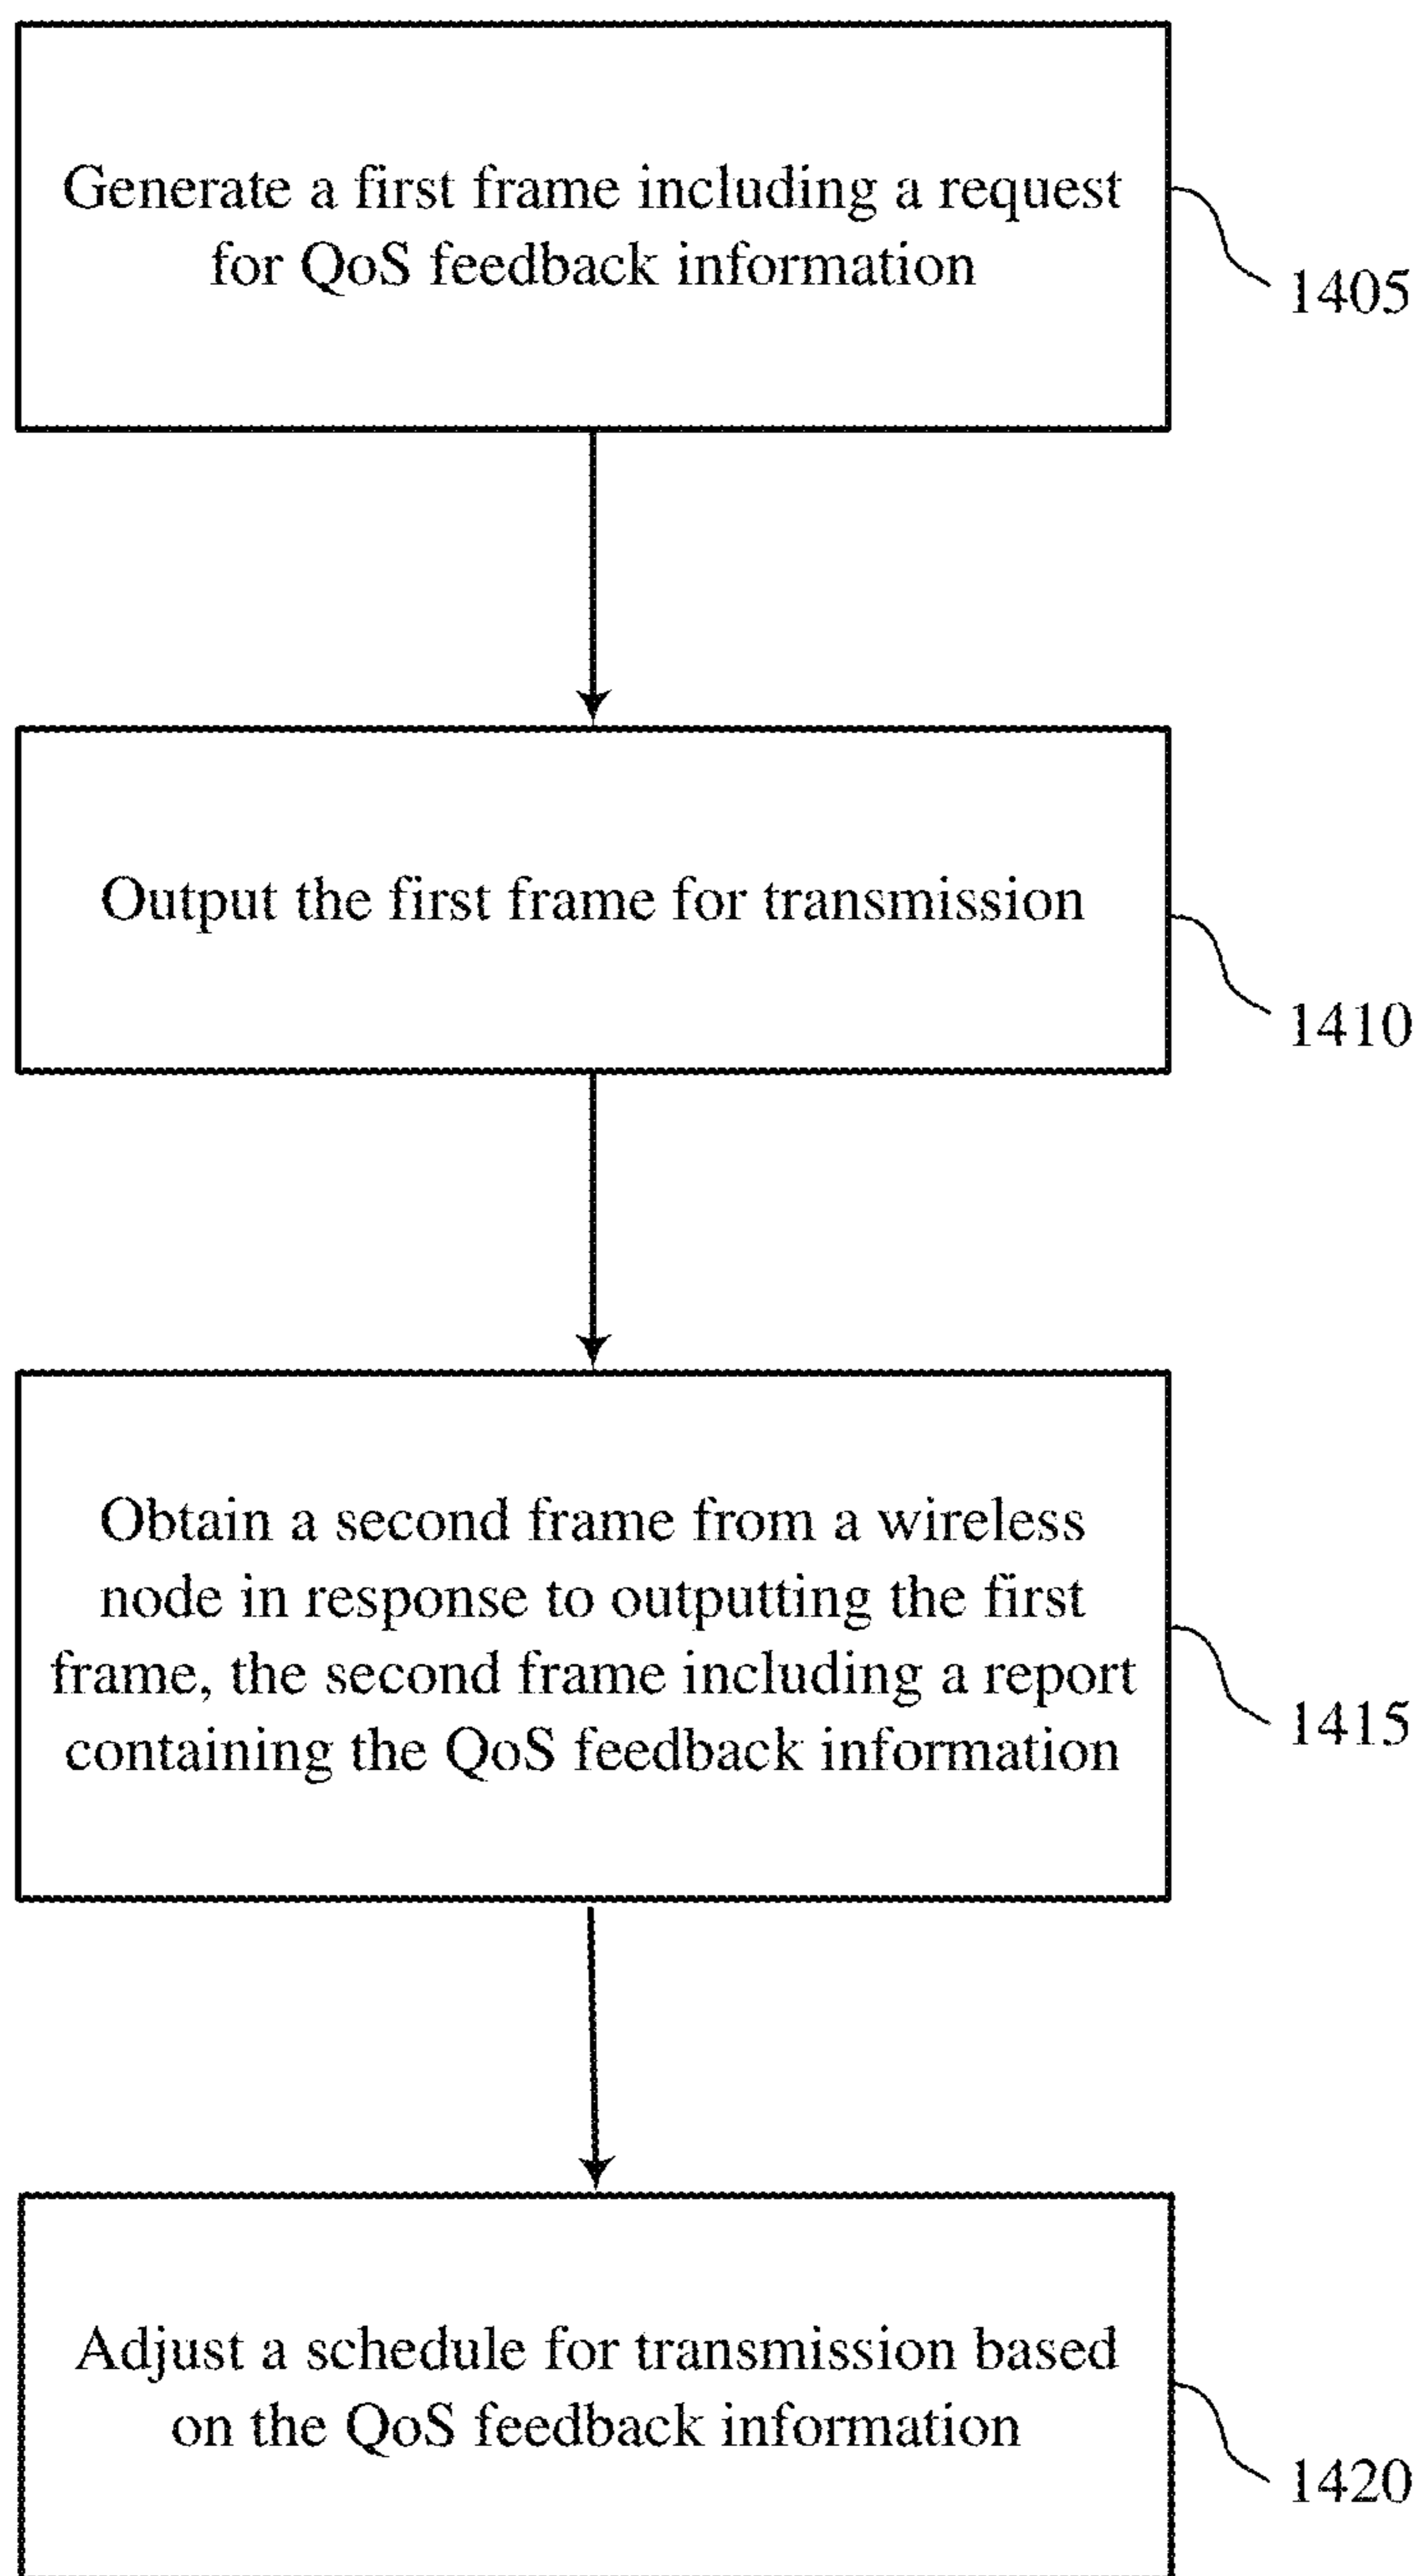 Generate a first frame including a request
for QoS feedback information
1405
Output the first frame for transmission
1410
Obtain a second frame from a wireless
node in response to outputting the first
frame, the second frame including a report
containing the QoS feedback information
1415
Adjust a schedule for transmission based
on the QoS feedback information
1420